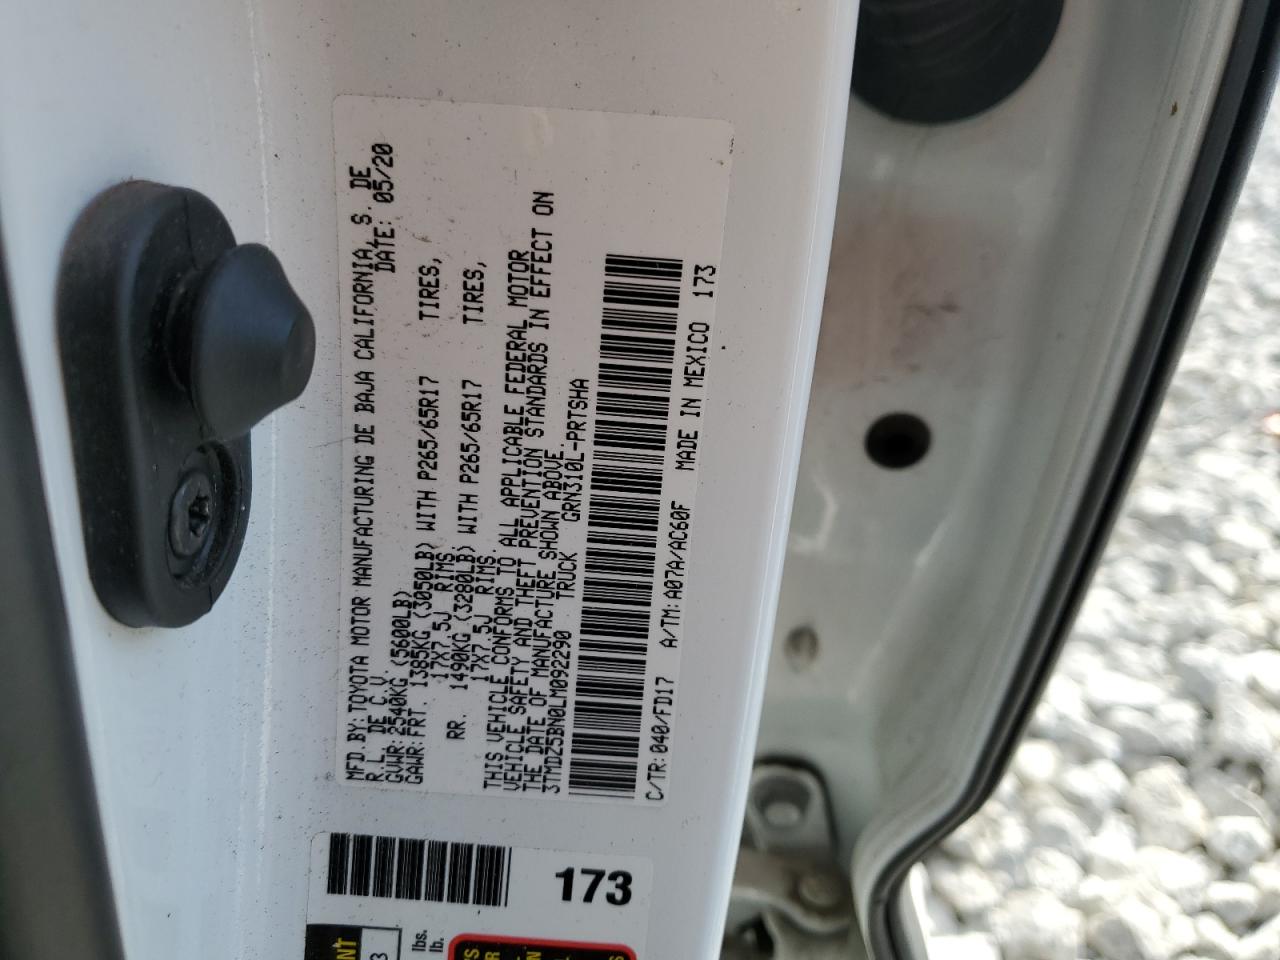 MFD BY: TOYOTA MOTOR MANUFACTURING DE BAJA CALIFORNIA, S. DE
R.L. DE C.V. DATE: 05/20
GVWR: 2540KG (5600LB)
GAWR: FRT. 1385KG (3050LB) WITH P265/65R17 TIRES,
17X7.5J RIMS.
RR. 1490KG (3280LB) WITH P265/65R17 TIRES,
17X7.5J RIMS.
THIS VEHICLE CONFORMS TO ALL APPLICABLE FEDERAL MOTOR
VEHICLE SAFETY AND THEFT PREVENTION STANDARDS IN EFFECT ON
THE DATE OF MANUFACTURE SHOWN ABOVE.
3TMDZ5BN0LM092290 TRUCK GRN310L-PRTSHA
C/TR: 040/FD17 A/TM: A07A/AC60F MADE IN MEXICO 173
173
lbs.
lb.